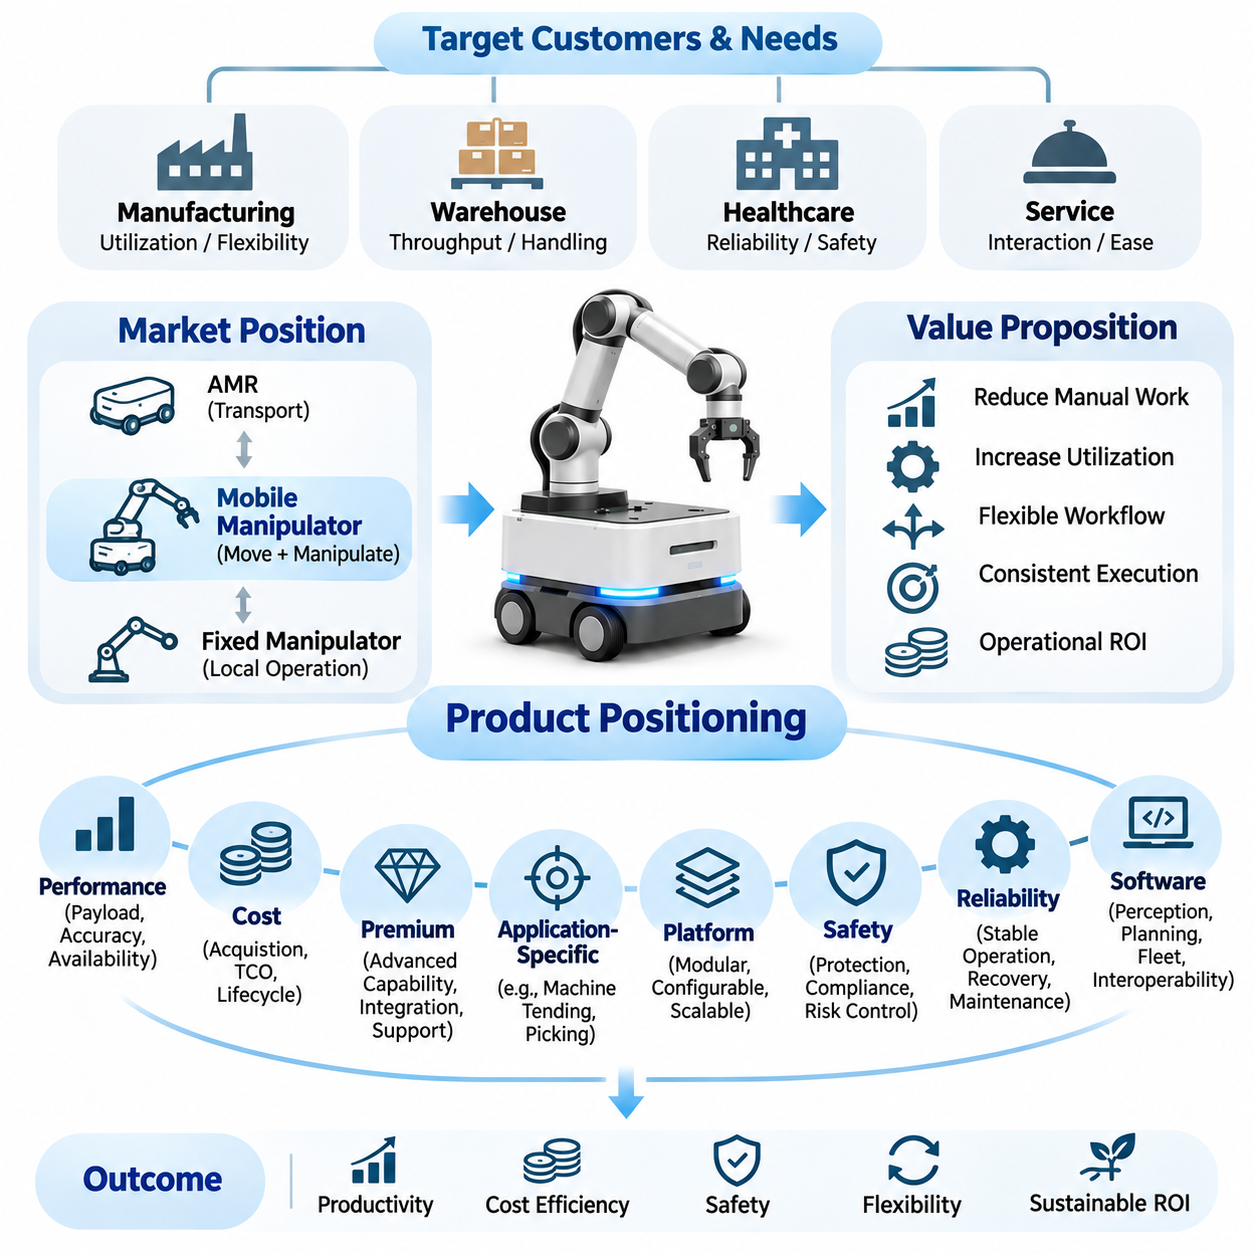 Target Customers & Needs
Manufacturing
Utilization / Flexibility
Warehouse
Throughput / Handling
Healthcare
Reliability / Safety
Service
Interaction / Ease
Market Position
AMR
(Transport)
Mobile
Manipulator
(Move + Manipulate)
Fixed Manipulator
(Local Operation)
Value Proposition
Reduce Manual Work
Increase Utilization
Flexible Workflow
Consistent Execution
Operational ROI
Product Positioning
Performance
(Payload,
Accuracy,
Availability)
Cost
(Acquistion,
TCO,
Lifecycle)
Premium
(Advanced
Capability,
Integration,
Support)
Application-
Specific
(e.g., Machine
Tending,
Picking)
Platform
(Modular,
Configurable,
Scalable)
Safety
(Protection,
Compliance,
Risk Control)
Reliability
(Stable
Operation,
Recovery,
Maintenance)
</>
Software
(Perception,
Planning,
Fleet,
Interoperability)
Outcome
Productivity
Cost Efficiency
Safety
Flexibility
Sustainable ROI